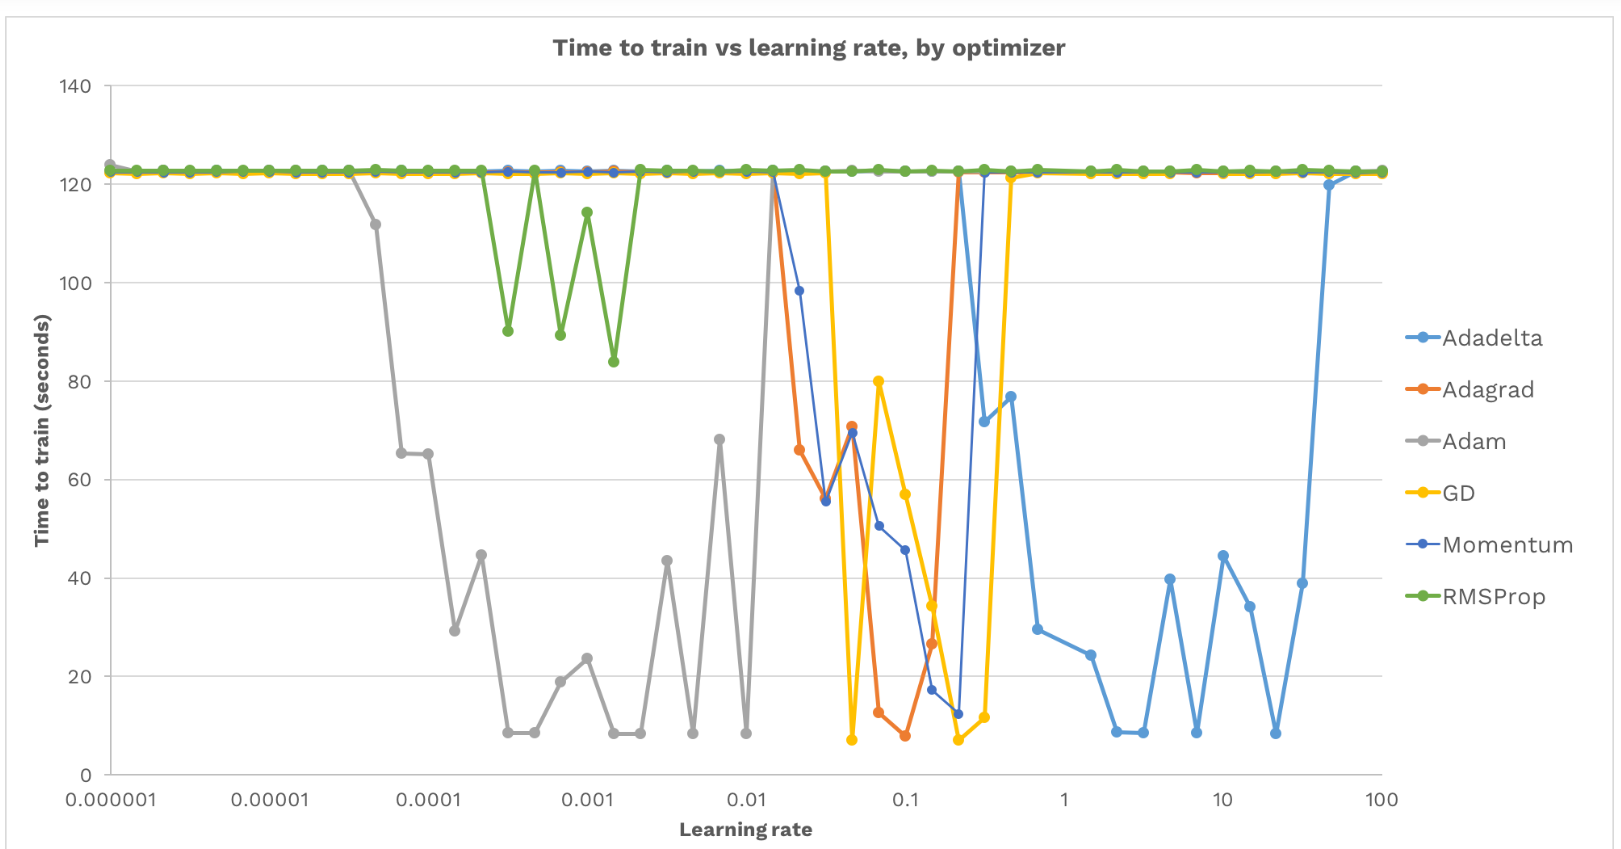 Time to train vs learning rate, by optimizer
140
120
100
80
60
40
20
0
Time to train (seconds)
0.000001
0.00001
0.0001
0.001
0.01
0.1
1
10
100
Learning rate
Adadelta
Adagrad
Adam
GD
Momentum
RMSProp